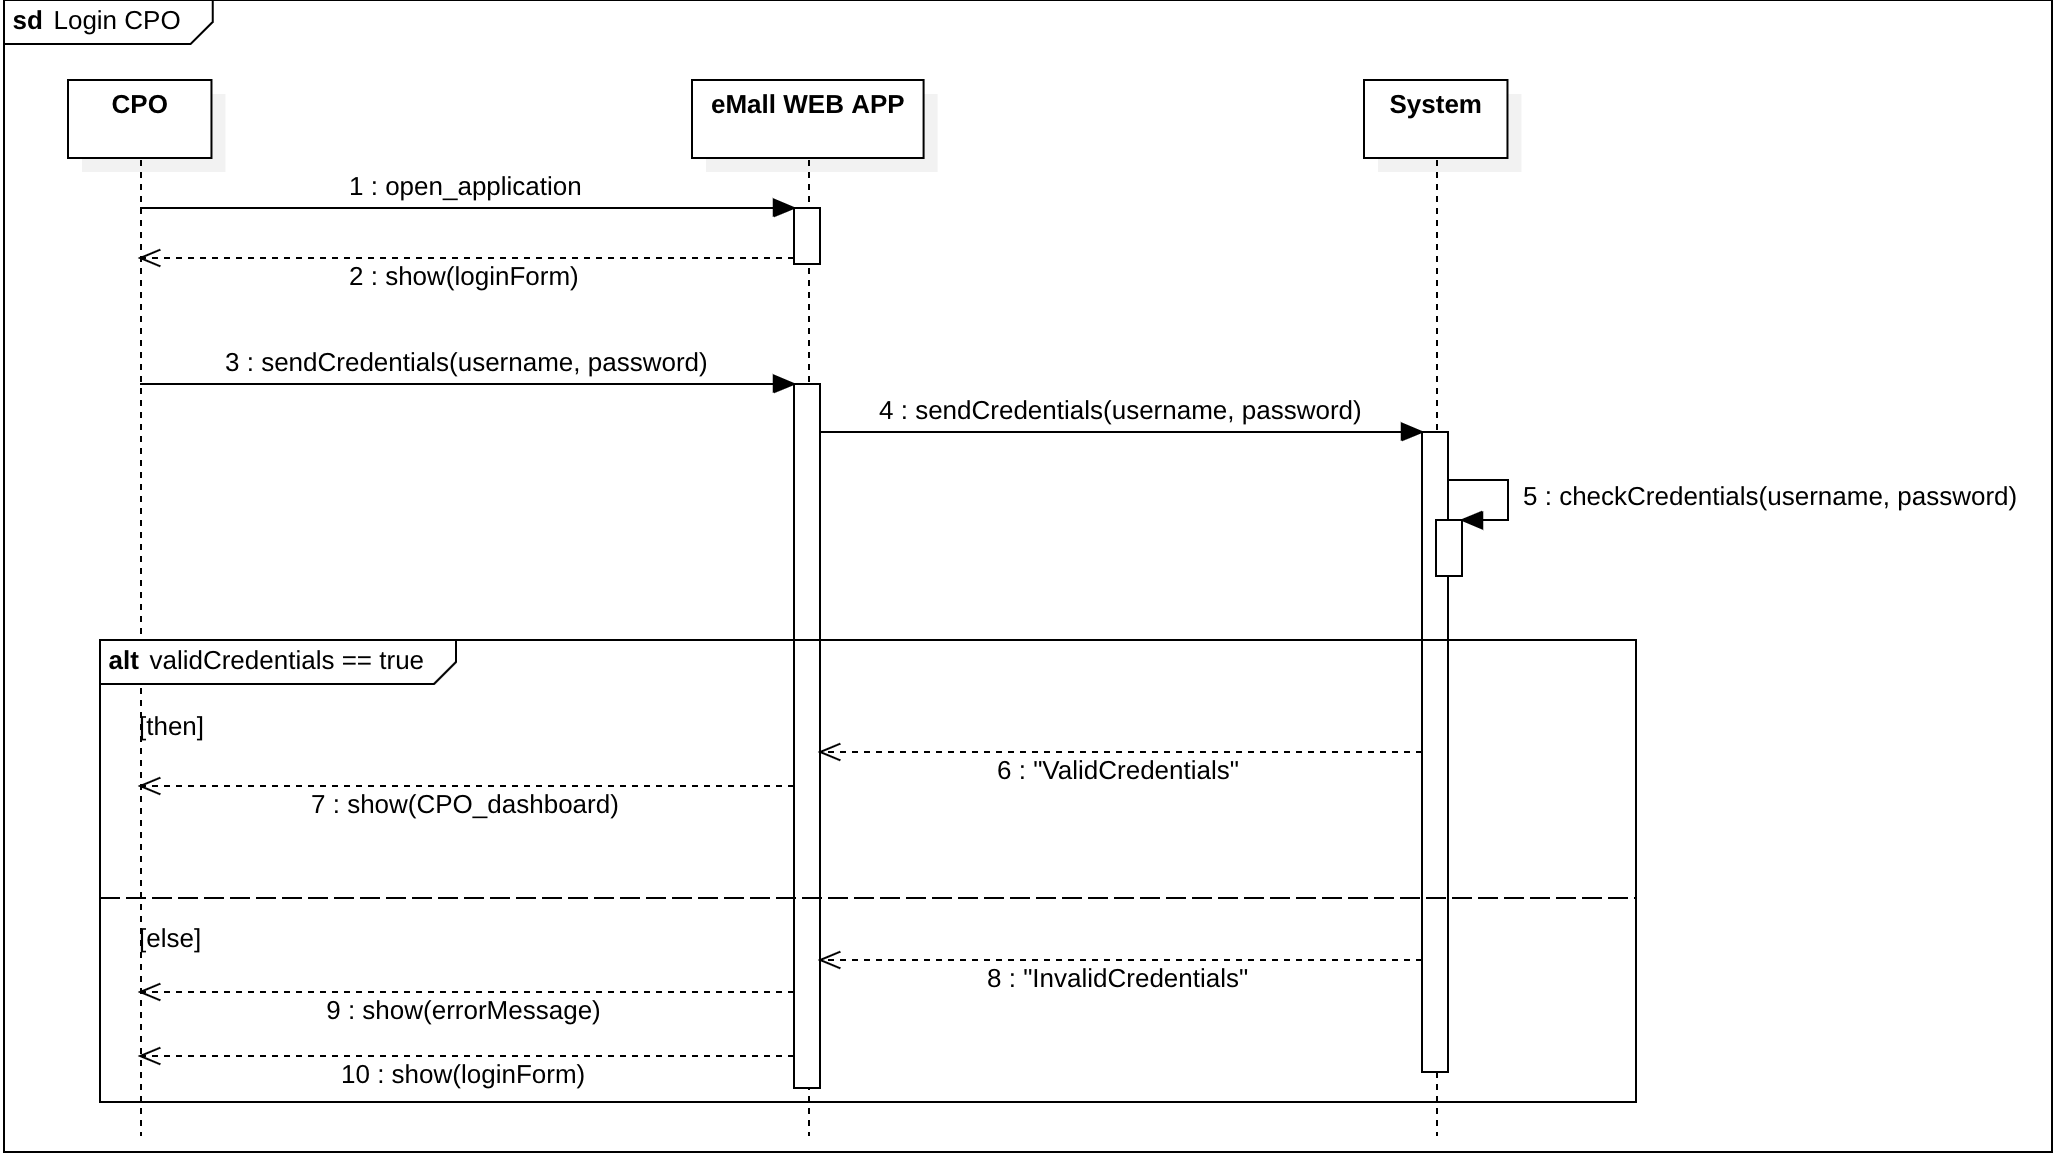 sd Login CPO
CPO
eMall WEB APP
System
1 : open_application
2 : show(loginForm)
3 : sendCredentials(username, password)
4 : sendCredentials(username, password)
5 : checkCredentials(username, password)
alt validCredentials == true
[then]
6 : "ValidCredentials"
7 : show(CPO_dashboard)
[else]
8 : "InvalidCredentials"
9 : show(errorMessage)
10 : show(loginForm)